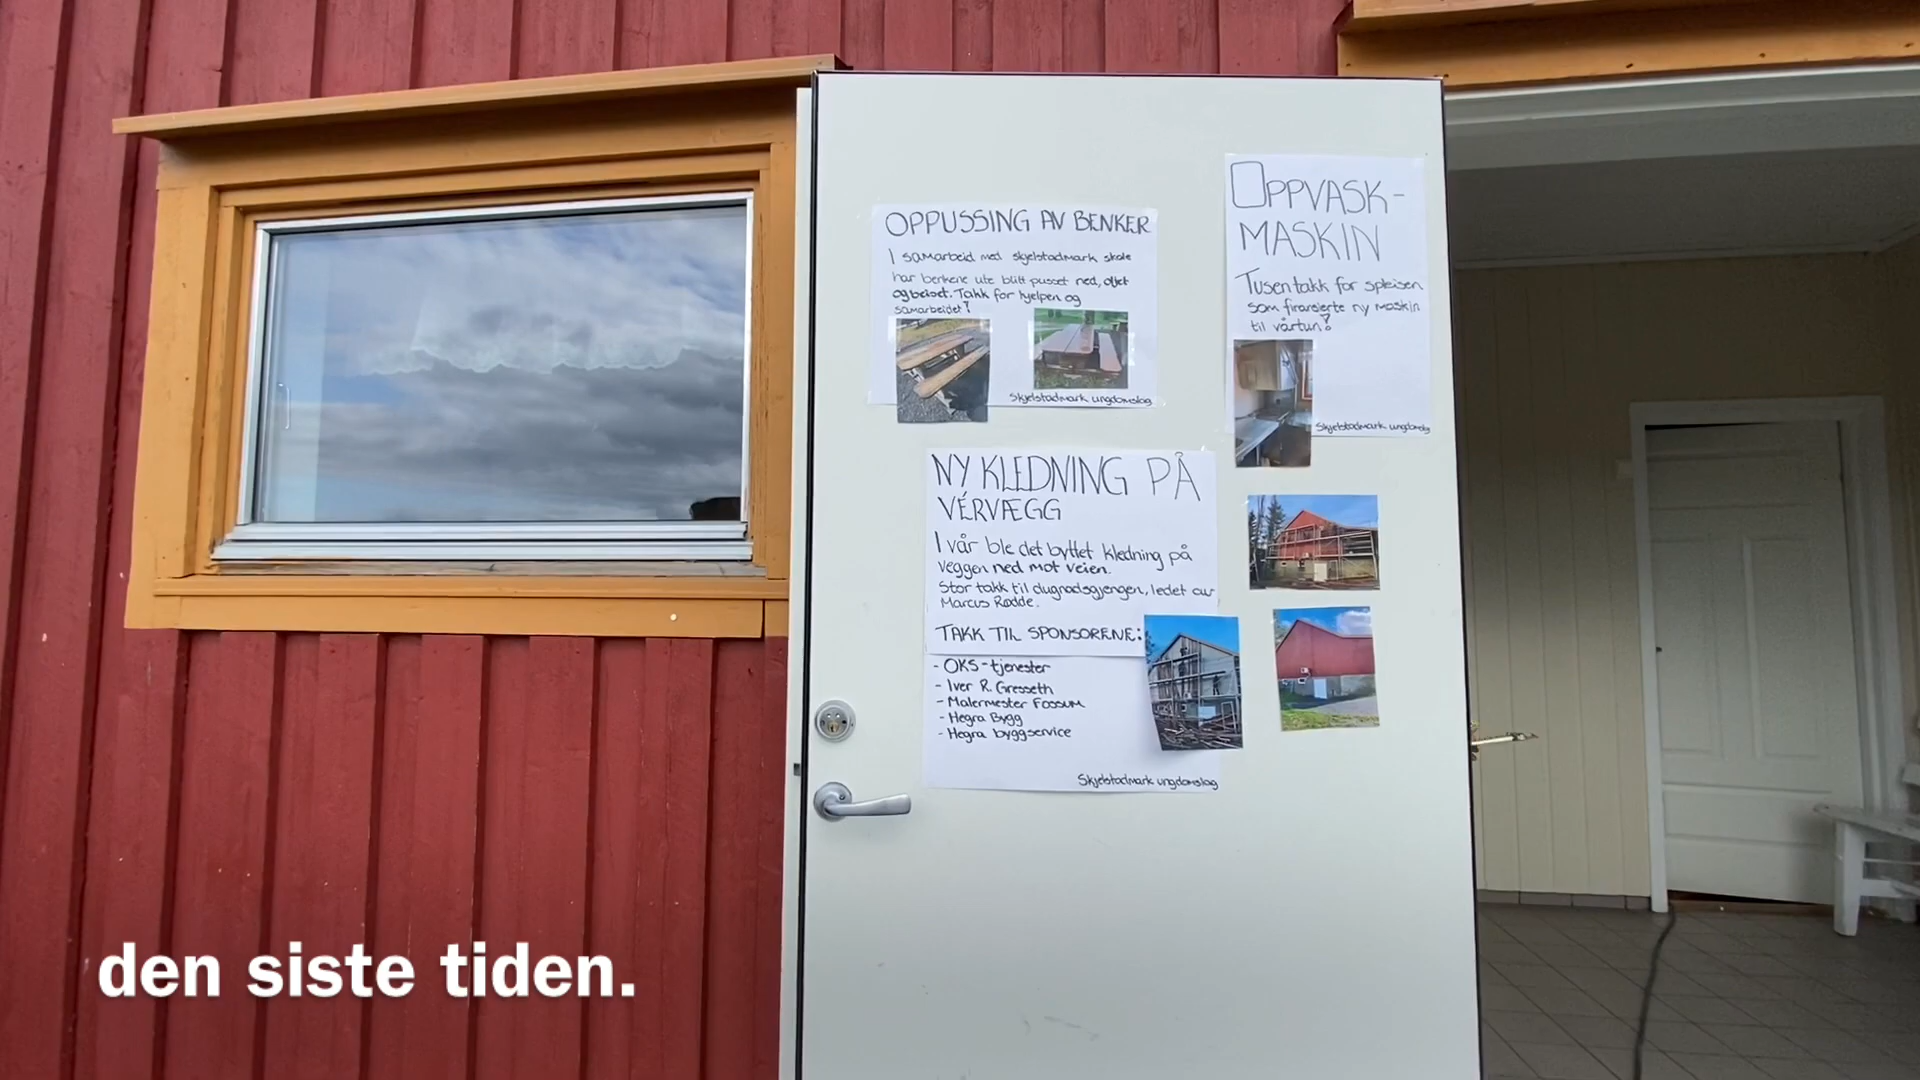 OPPUSSING AV BENKER
I samarbeid med skjelstadmark skole
har benkene ute blitt pusset ned, oljet
og beiset. Takk for hjelpen og
samarbeidet!
Skjelstadmark ungdomslag
OPPVASK-
MASKIN
Tusen takk for spleisen
som finansierte ny maskin
til vårtun!
Skjelstadmark ungdomslag
NY KLEDNING PÅ
VÉRVÆGG
I vår ble det byttet kledning på
veggen ned mot veien.
Stor takk til dugnadsgjengen, ledet av
Marcus Rødde.
TAKK TIL SPONSORENE:
- OKS-tjenester
- Iver R. Gresseth
- Malermester Fossum
- Hegra Bygg
- Hegra byggservice
Skjelstadmark ungdomslag
den siste tiden.